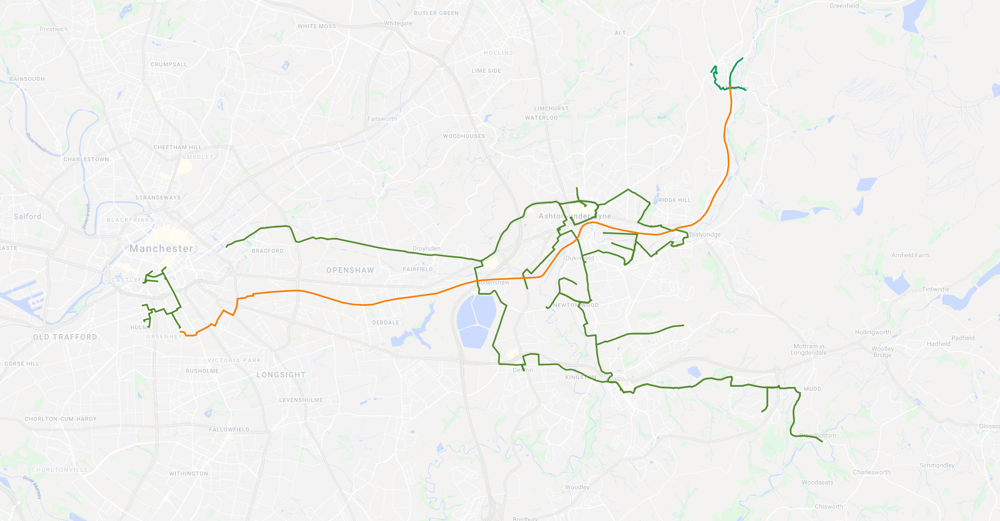 Greenfield
BUTLER GREEN
Whitegate
WHITE MOSS
Prestwich
ALT
HOLLINS
CRUMPSALL
LIME SIDE
RAINSOUGH
Mossley
LIMEHURST
WATERLOO
Failsworth
WOODHOUSES
River Irwell
CHEETHAM HILL
SMEDLEY
CHARLESTOWN
STRANGEWAYS
RIDGE HILL
Salford
River Irwell
BLACKFRIARS
Ashton-under-Lyne
Stalybridge
EASTE
Manchester
BRADFORD
Droylsden
Arnfield Farm
Dukinfield
OPENSHAW
FAIRFIELD
CASTLEFI
Audenshaw
Tintwistle
NEWTON WOOD
DEBDALE
HULME
GREENHEYS
OLD TRAFFORD
Hollingworth
Padfield
Hadfield
Mottram in
Longdendale
Woolley
Bridge
GORSE HILL
VICTORIA PARK
RUSHOLME
LONGSIGHT
Denton
KINGSTON
Hyde
MUDD
LEVENSHULME
CHORLTON-CUM-HARDY
FALLOWFIELD
Glossop
Broadbottom
CHORLTONVILLE
WITHINGTON
Simmondley
Charlesworth
River Mersey
Woodley
Woodseats
Chisworth
Bredbury